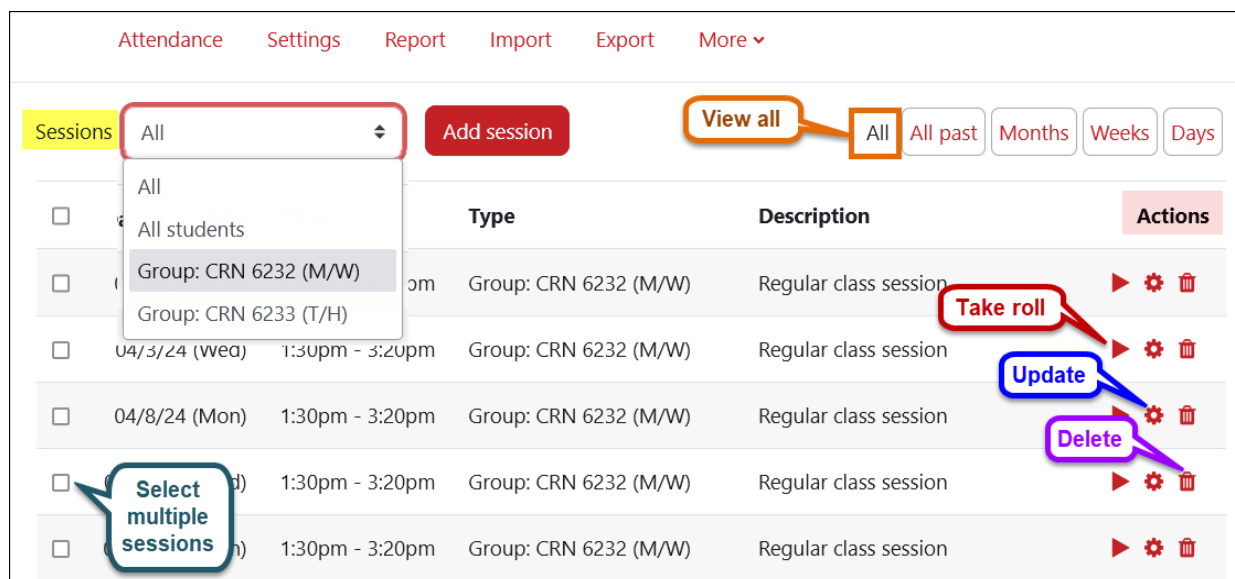 Attendance Settings Report Import Export More
Sessions All Add session View all All All past Months Weeks Days
All
All students
Group: CRN 6232 (M/W)
Group: CRN 6233 (T/H)
Type Description Actions
pm Group: CRN 6232 (M/W) Regular class session
Take roll
04/3/24 (Wed) 1:30pm - 3:20pm Group: CRN 6232 (M/W) Regular class session
Update
04/8/24 (Mon) 1:30pm - 3:20pm Group: CRN 6232 (M/W) Regular class session
Delete
1:30pm - 3:20pm Group: CRN 6232 (M/W) Regular class session
Select
multiple
sessions
1:30pm - 3:20pm Group: CRN 6232 (M/W) Regular class session